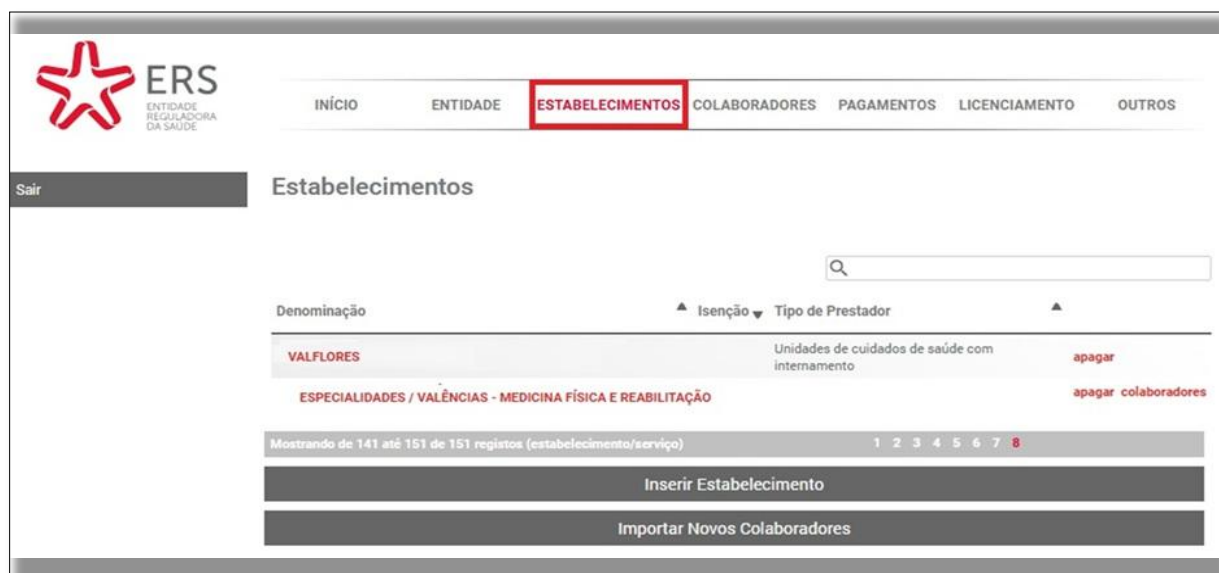 ERS
ENTIDADE
REGULADORA
DA SAÚDE
INÍCIO ENTIDADE ESTABELECIMENTOS COLABORADORES PAGAMENTOS LICENCIAMENTO OUTROS
Sair
Estabelecimentos
Denominação Isenção Tipo de Prestador
VALFLORES Unidades de cuidados de saúde com
internamento apagar
ESPECIALIDADES / VALÊNCIAS - MEDICINA FÍSICA E REABILITAÇÃO apagar colaboradores
Mostrando de 141 até 151 de 151 registos (estabelecimento/serviço) 1 2 3 4 5 6 7 8
Inserir Estabelecimento
Importar Novos Colaboradores